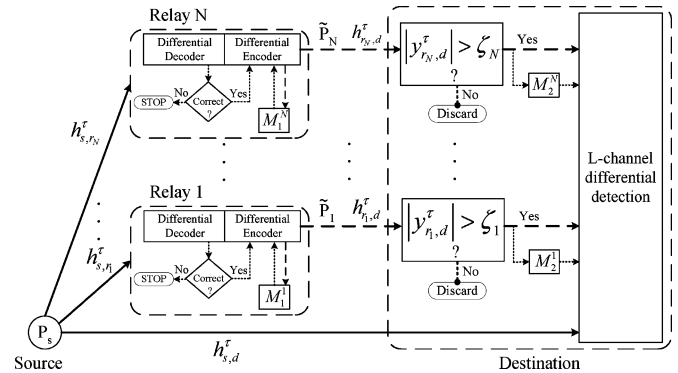 Relay N
Differential Decoder
Differential Encoder
STOP
No
Correct ?
Yes
M_1^N
P̃_N
h^τ_{r_N,d}
|y^τ_{r_N,d}| > ζ_N
?
Yes
No
Discard
M_2^N
h^τ_{s,r_N}
Relay 1
Differential Decoder
Differential Encoder
STOP
No
Correct ?
Yes
M_1^1
P̃_1
h^τ_{r_1,d}
|y^τ_{r_1,d}| > ζ_1
?
Yes
No
Discard
M_2^1
h^τ_{s,r_1}
L-channel
differential
detection
P_s
Source
h^τ_{s,d}
Destination